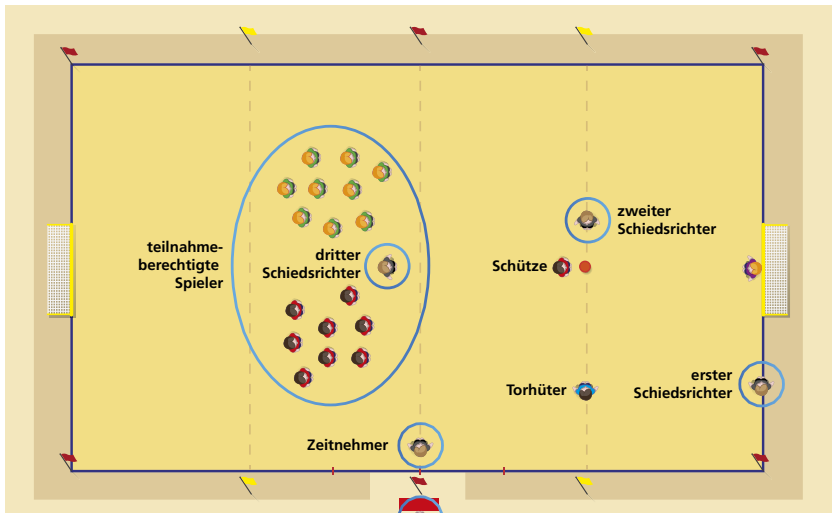 zweiter
Schiedsrichter
teilnahme-
berechtigte
Spieler
dritter
Schiedsrichter
Schütze
erster
Schiedsrichter
Torhüter
Zeitnehmer